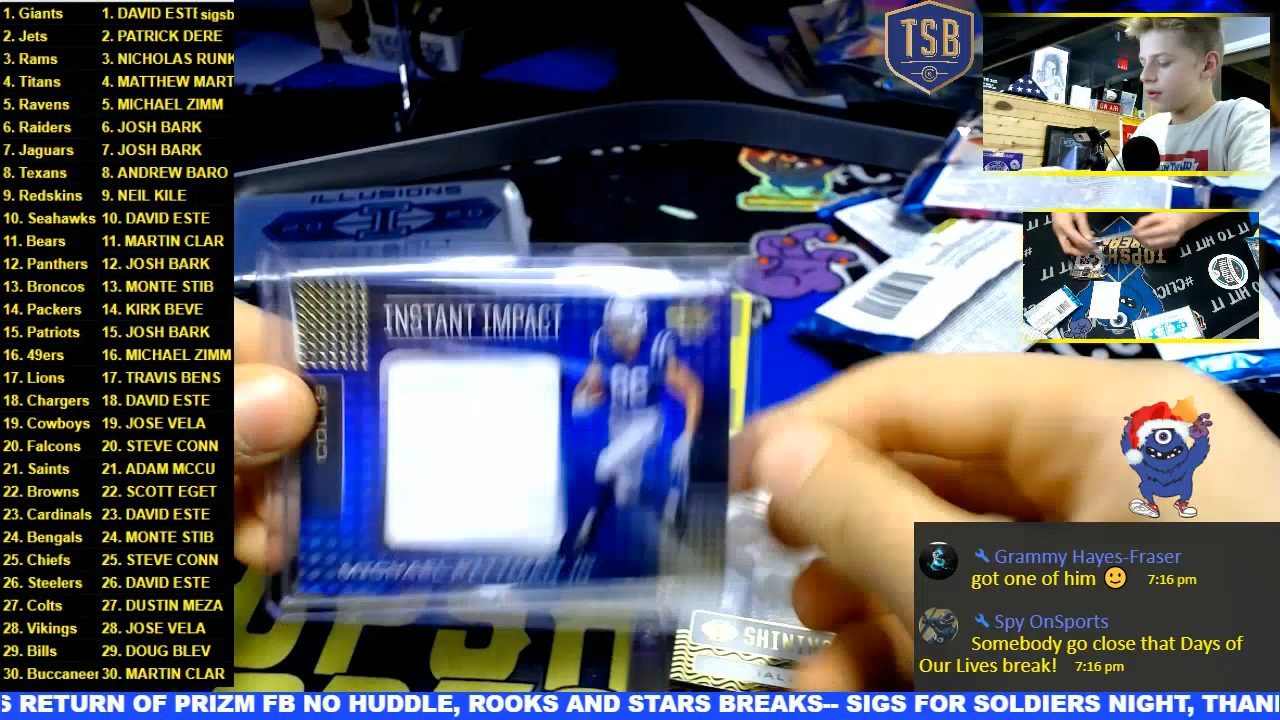 1. Giants 1. DAVID ESTE sigsb
2. Jets 2. PATRICK DERE
3. Rams 3. NICHOLAS RUNK
4. Titans 4. MATTHEW MART
5. Ravens 5. MICHAEL ZIMM
6. Raiders 6. JOSH BARK
7. Jaguars 7. JOSH BARK
8. Texans 8. ANDREW BARO
9. Redskins 9. NEIL KILE
10. Seahawks 10. DAVID ESTE
11. Bears 11. MARTIN CLAR
12. Panthers 12. JOSH BARK
13. Broncos 13. MONTE STIB
14. Packers 14. KIRK BEVE
15. Patriots 15. JOSH BARK
16. 49ers 16. MICHAEL ZIMM
17. Lions 17. TRAVIS BENS
18. Chargers 18. DAVID ESTE
19. Cowboys 19. JOSE VELA
20. Falcons 20. STEVE CONN
21. Saints 21. ADAM MCCU
22. Browns 22. SCOTT EGET
23. Cardinals 23. DAVID ESTE
24. Bengals 24. MONTE STIB
25. Chiefs 25. STEVE CONN
26. Steelers 26. DAVID ESTE
27. Colts 27. DUSTIN MEZA
28. Vikings 28. JOSE VELA
29. Bills 29. DOUG BLEV
30. Buccaneer 30. MARTIN CLAR
TSB
ILLUSIONS
INSTANT IMPACT
COLTS
88
ON AIR
Grammy Hayes-Fraser
got one of him 7:16 pm
Spy OnSports
Somebody go close that Days of
Our Lives break! 7:16 pm
S RETURN OF PRIZM FB NO HUDDLE, ROOKS AND STARS BREAKS-- SIGS FOR SOLDIERS NIGHT, THAN